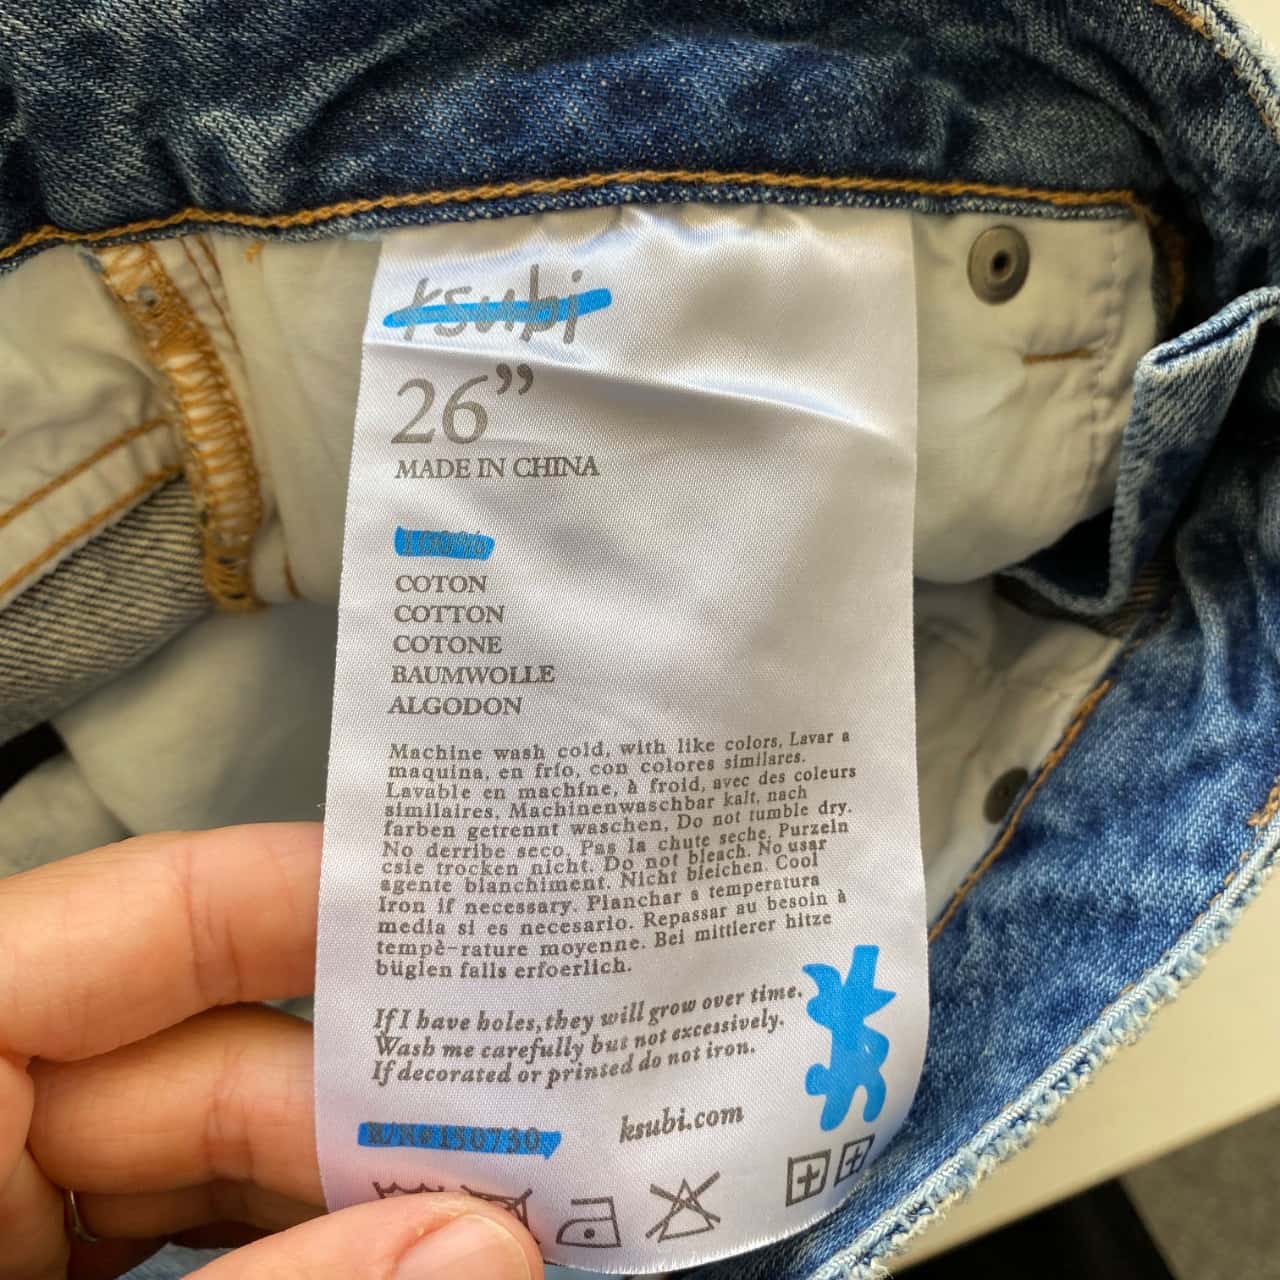 ksubi
26”
MADE IN CHINA
100%
COTON
COTTON
COTONE
BAUMWOLLE
ALGODON
Machine wash cold, with like colors, Lavar a
maquina, en frío, con colores similares.
Lavable en machine, à froid, avec des couleurs
similaires. Machinenwaschbar kalt, nach
farben getrennt waschen, Do not tumble dry.
No derribe seco, Pas la chute seche, Purzeln
csie trocken nicht. Do not bleach. No usar
agente blanchiment. Nicht bleichen. Cool
Iron if necessary. Planchar a temperatura
media si es necesario. Repassar au besoin à
tempè-rature moyenne. Bei mittlerer hitze
büglen falls erfoerlich.
If I have holes, they will grow over time.
Wash me carefully but not excessively.
If decorated or printed do not iron.
ksubi.com
R/N#150730